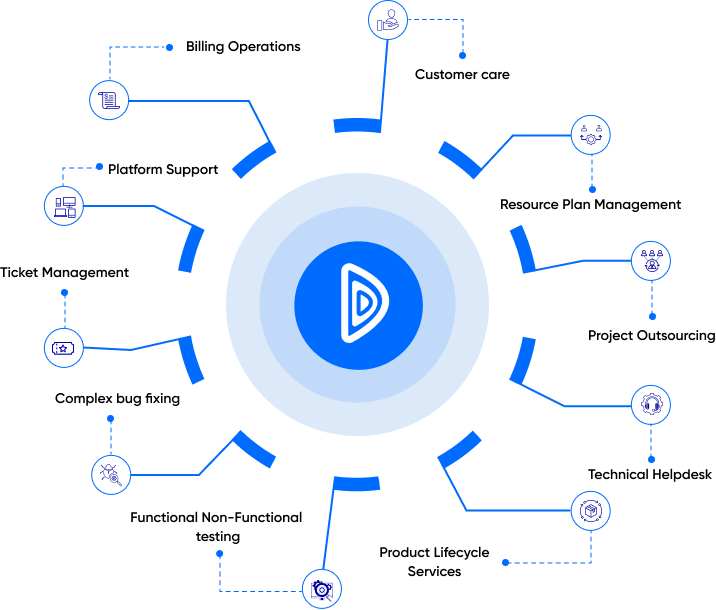 Billing Operations
Customer care
Platform Support
Resource Plan Management
Ticket Management
Project Outsourcing
Complex bug fixing
Technical Helpdesk
Functional Non-Functional
testing
Product Lifecycle
Services